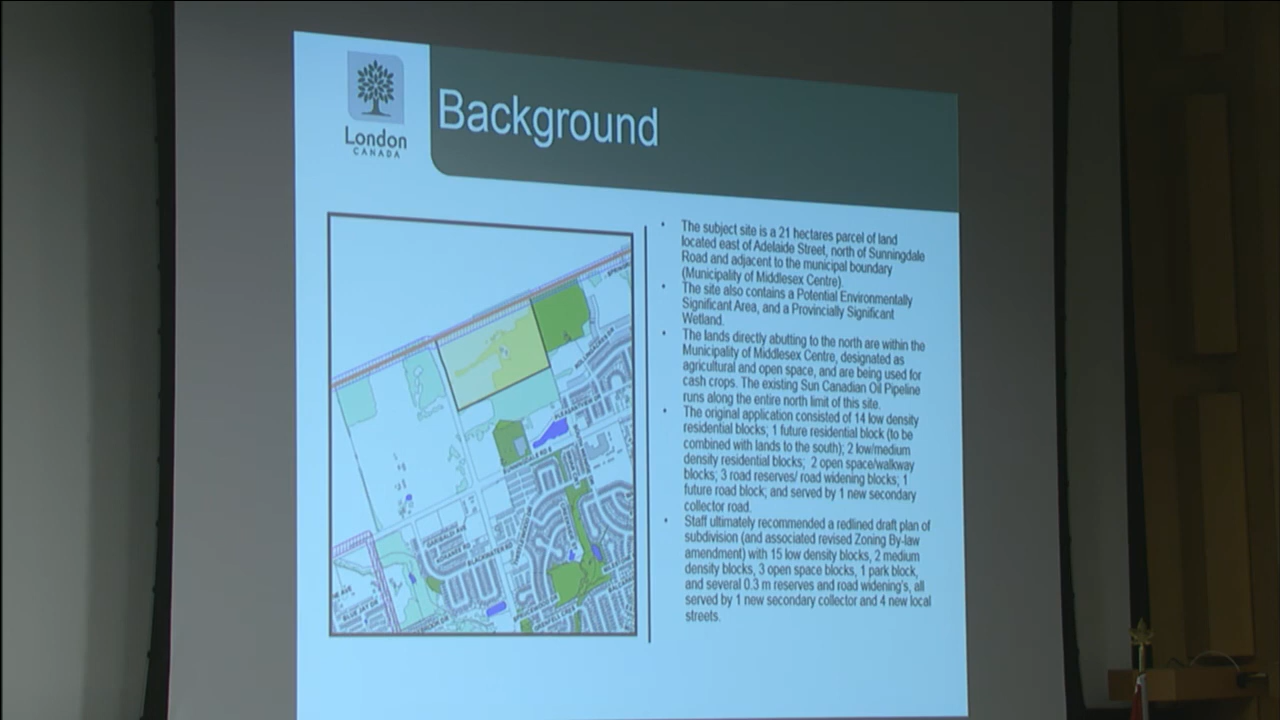 London
CANADA
Background
• The subject site is a 21 hectares parcel of land
located east of Adelaide Street, north of Sunningdale
Road and adjacent to the municipal boundary
(Municipality of Middlesex Centre).
• The site also contains a Potential Environmentally
Significant Area, and a Provincially Significant
Wetland.
• The lands directly abutting to the north are within the
Municipality of Middlesex Centre, designated as
agricultural and open space, and are being used for
cash crops. The existing Sun Canadian Oil Pipeline
runs along the entire north limit of this site.
• The original application consisted of 14 low density
residential blocks; 1 future residential block (to be
combined with lands to the south); 2 low/medium
density residential blocks; 2 open space/walkway
blocks; 3 road reserves/ road widening blocks; 1
future road block; and served by 1 new secondary
collector road.
• Staff ultimately recommended a redlined draft plan of
subdivision (and associated revised Zoning By-law
amendment) with 15 low density blocks, 2 medium
density blocks, 3 open space blocks, 1 park block,
and several 0.3 m reserves and road widening's, all
served by 1 new secondary collector and 4 new local
streets.
PLEASANTVIEW DR
GARIBALDI AVE
BLACKWATER RD
BLUE JAY DR